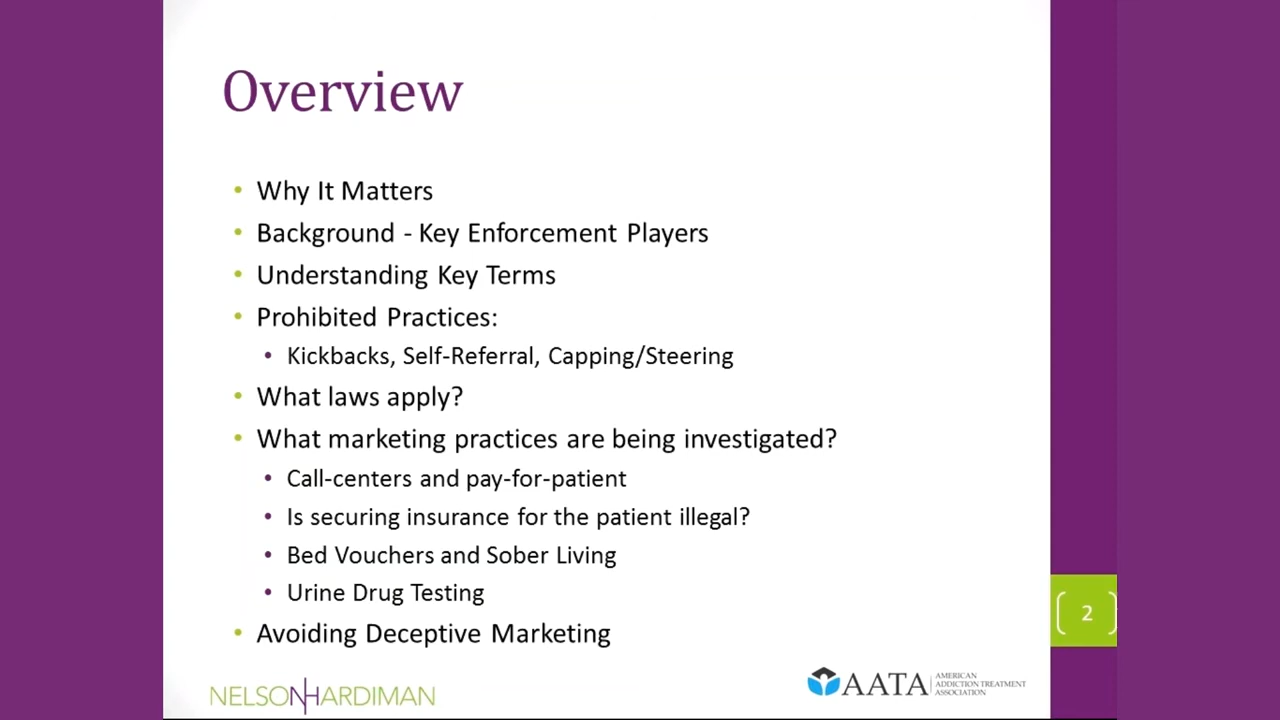 Overview
• Why It Matters
• Background - Key Enforcement Players
• Understanding Key Terms
• Prohibited Practices:
• Kickbacks, Self-Referral, Capping/Steering
• What laws apply?
• What marketing practices are being investigated?
• Call-centers and pay-for-patient
• Is securing insurance for the patient illegal?
• Bed Vouchers and Sober Living
• Urine Drug Testing
• Avoiding Deceptive Marketing
2
NELSONHARDIMAN
AATA
AMERICAN
ADDICTION TREATMENT
ASSOCIATION